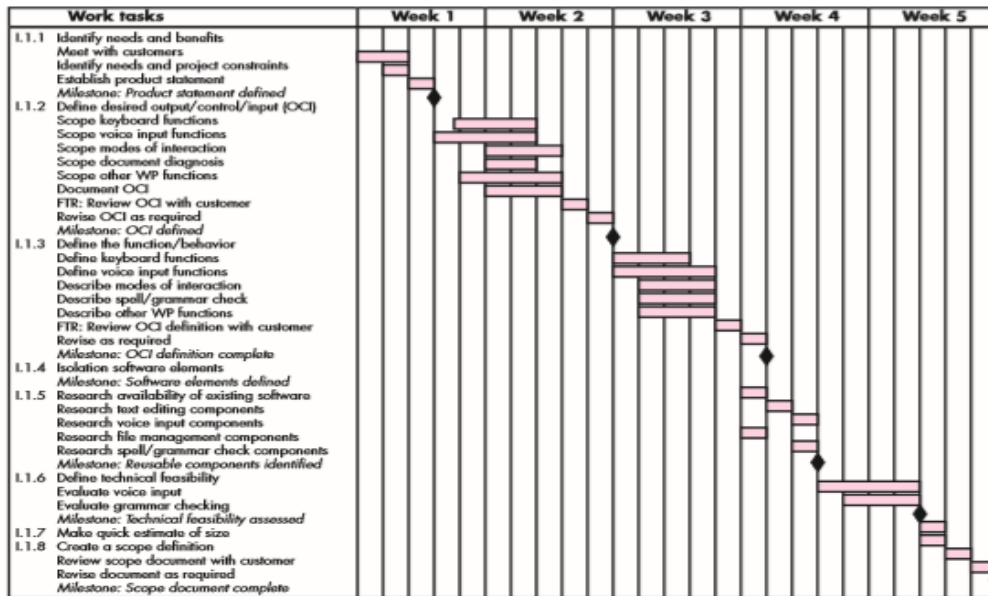 Work tasks Week 1 Week 2 Week 3 Week 4 Week 5
I.1.1 Identify needs and benefits
Meet with customers
Identify needs and project constraints
Establish product statement
Milestone: Product statement defined
I.1.2 Define desired output/control/input (OCI)
Scope keyboard functions
Scope voice input functions
Scope modes of interaction
Scope document diagnosis
Scope other WP functions
Document OCI
FTR: Review OCI with customer
Revise OCI as required
Milestone: OCI defined
I.1.3 Define the function/behavior
Define keyboard functions
Define voice input functions
Describe modes of interaction
Describe spell/grammar check
Describe other WP functions
FTR: Review OCI definition with customer
Revise as required
Milestone: OCI definition complete
I.1.4 Isolation software elements
Milestone: Software elements defined
I.1.5 Research availability of existing software
Research text editing components
Research voice input components
Research file management components
Research spell/grammar check components
Milestone: Reusable components identified
I.1.6 Define technical feasibility
Evaluate voice input
Evaluate grammar checking
Milestone: Technical feasibility assessed
I.1.7 Make quick estimate of size
I.1.8 Create a scope definition
Review scope document with customer
Revise document as required
Milestone: Scope document complete